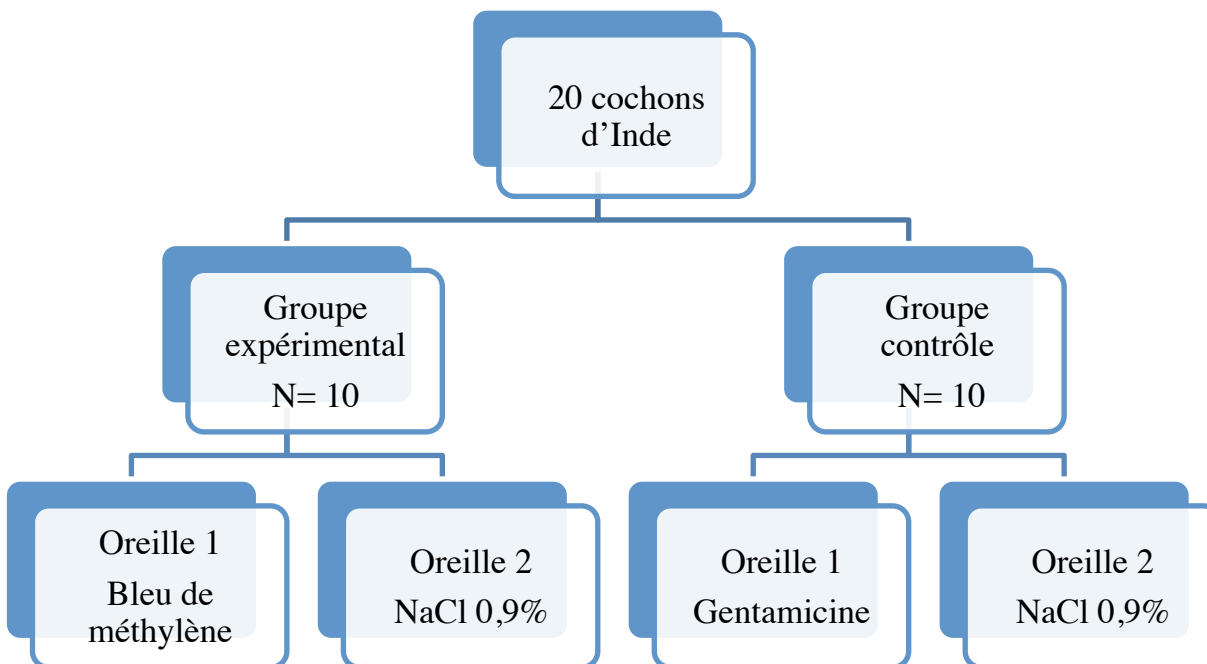 20 cochons
d’Inde
Groupe
expérimental
N= 10
Groupe
contrôle
N= 10
Oreille 1
Bleu de
méthylène
Oreille 2
NaCl 0,9%
Oreille 1
Gentamicine
Oreille 2
NaCl 0,9%